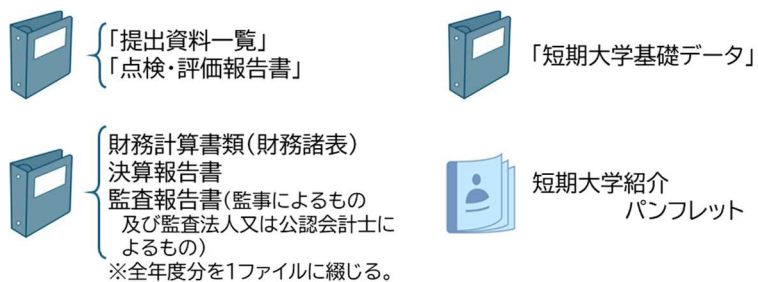 「提出資料一覧」
「点検・評価報告書」
「短期大学基礎データ」
財務計算書類(財務諸表)
決算報告書
監査報告書(監事によるもの
及び監査法人又は公認会計士に
よるもの)
※全年度分を1ファイルに綴じる。
短期大学紹介
パンフレット